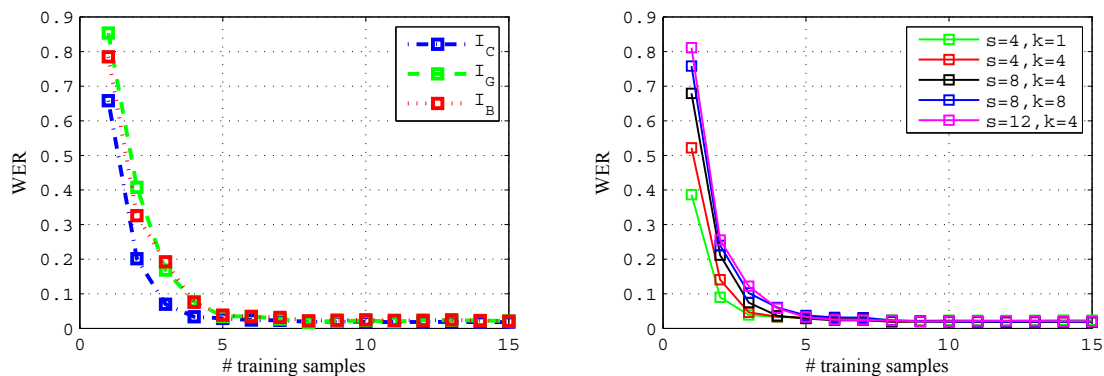 0.9
0.8
0.7
0.6
0.5
0.4
0.3
0.2
0.1
0
WER
0 5 10 15
# training samples
I_C
I_G
I_B
0.9
0.8
0.7
0.6
0.5
0.4
0.3
0.2
0.1
0
WER
0 5 10 15
# training samples
s=4,k=1
s=4,k=4
s=8,k=4
s=8,k=8
s=12,k=4